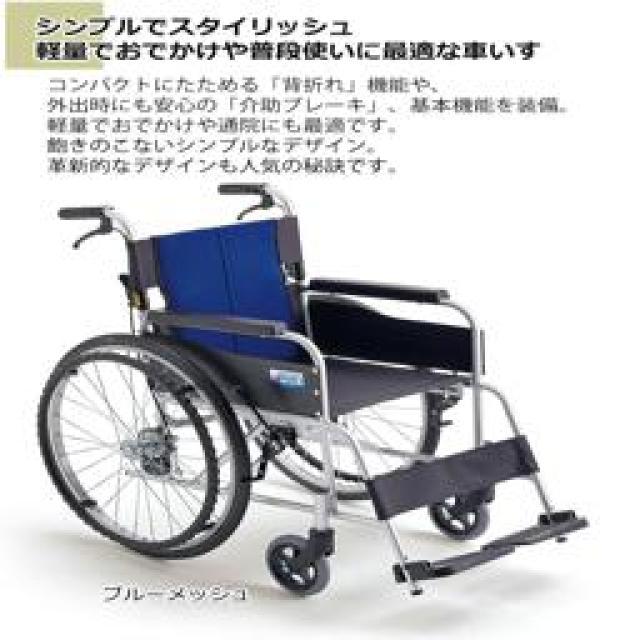 シンプルでスタイリッシュ
軽量でおでかけや普段使いに最適な車いす
コンパクトにたためる「背折れ」機能や、
外出時にも安心の「介助ブレーキ」、基本機能を装備。
軽量でおでかけや通院にも最適です。
飽きのこないシンプルなデザイン。
革新的なデザインも人気の秘訣です。
ブルーメッシュ